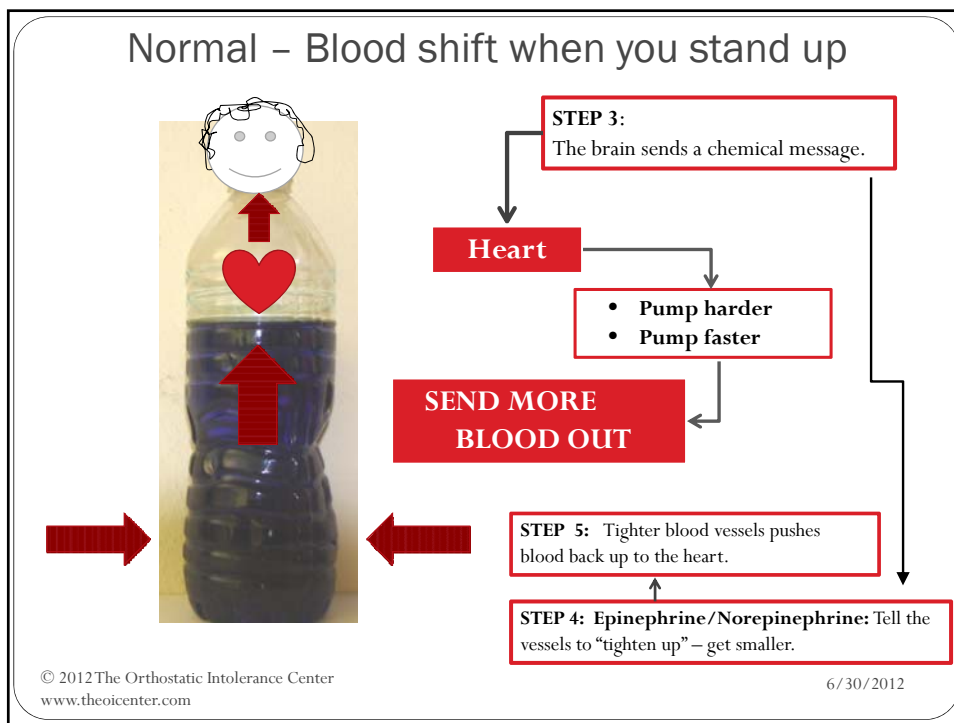 Normal – Blood shift when you stand up
STEP 3:
The brain sends a chemical message.
Heart
• Pump harder
• Pump faster
SEND MORE
BLOOD OUT
STEP 5: Tighter blood vessels pushes
blood back up to the heart.
STEP 4: Epinephrine/Norepinephrine: Tell the
vessels to “tighten up” – get smaller.
© 2012 The Orthostatic Intolerance Center
www.theoicenter.com
6/30/2012